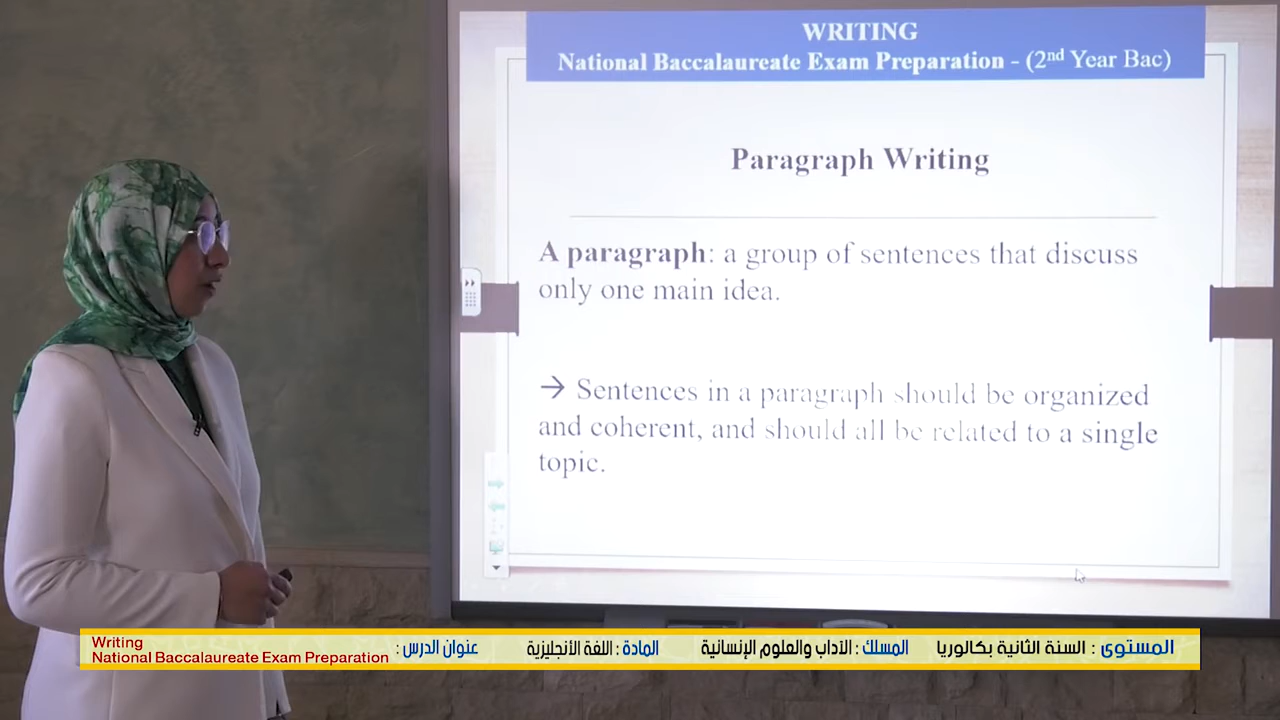 WRITING
National Baccalaureate Exam Preparation - (2nd Year Bac)
Paragraph Writing
A paragraph: a group of sentences that discuss
only one main idea.
→ Sentences in a paragraph should be organized
and coherent, and should all be related to a single
topic.
المستوى : السنة الثانية بكالوريا المسلك : الآداب والعلوم الإنسانية المادة : اللغة الأنجليزية عنوان الدرس :
Writing
National Baccalaureate Exam Preparation